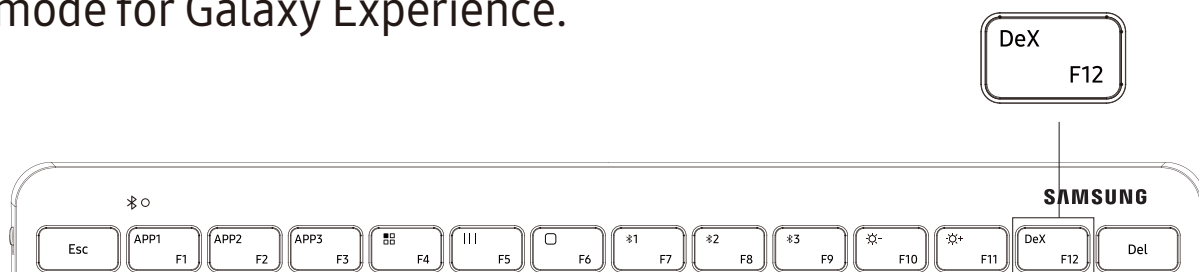 mode for Galaxy Experience.
DeX
F12
SAMSUNG
Esc
APP1 F1
APP2 F2
APP3 F3
F4
F5
F6
1 F7
2 F8
3 F9
- F10
+ F11
DeX F12
Del